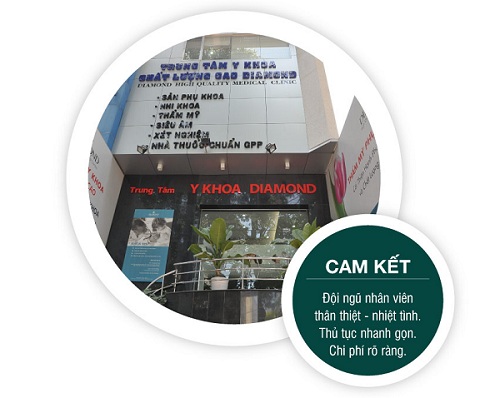 TRUNG TÂM Y KHOA
CHẤT LƯỢNG CAO DIAMOND
DIAMOND HIGH QUALITY MEDICAL CLINIC
• SẢN PHỤ KHOA
• NHI KHOA
• THẨM MỸ
• SIÊU ÂM
• XÉT NGHIỆM
• NHÀ THUỐC CHUẨN GPP
Trung Tâm Y KHOA DIAMOND
CAM KẾT
Đội ngũ nhân viên
thân thiệt - nhiệt tình.
Thủ tục nhanh gọn.
Chi phí rõ ràng.